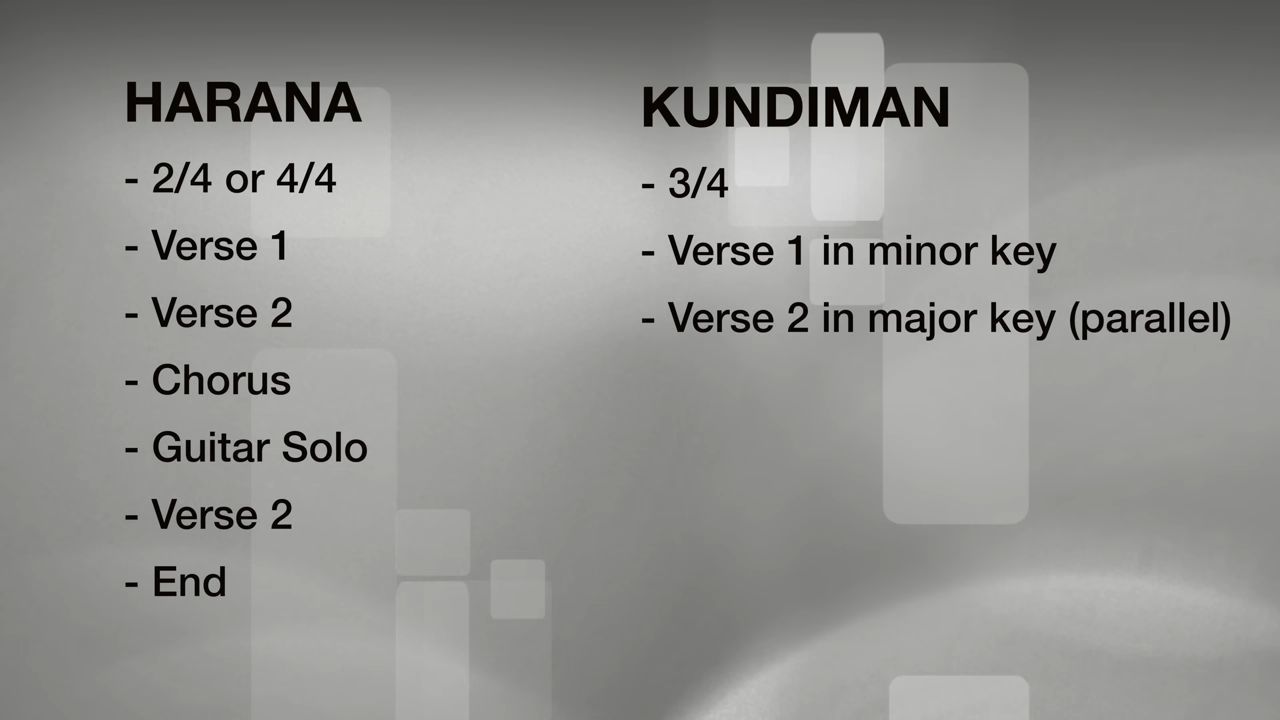 HARANA
- 2/4 or 4/4
- Verse 1
- Verse 2
- Chorus
- Guitar Solo
- Verse 2
- End
KUNDIMAN
- 3/4
- Verse 1 in minor key
- Verse 2 in major key (parallel)